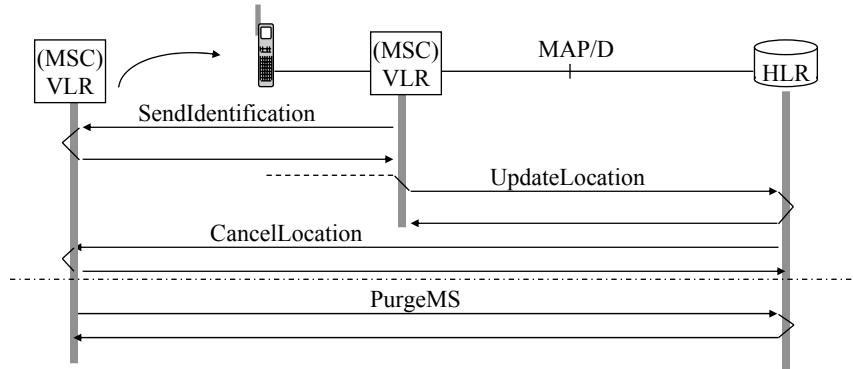 (MSC)
VLR
(MSC)
VLR
MAP/D
HLR
SendIdentification
UpdateLocation
CancelLocation
PurgeMS